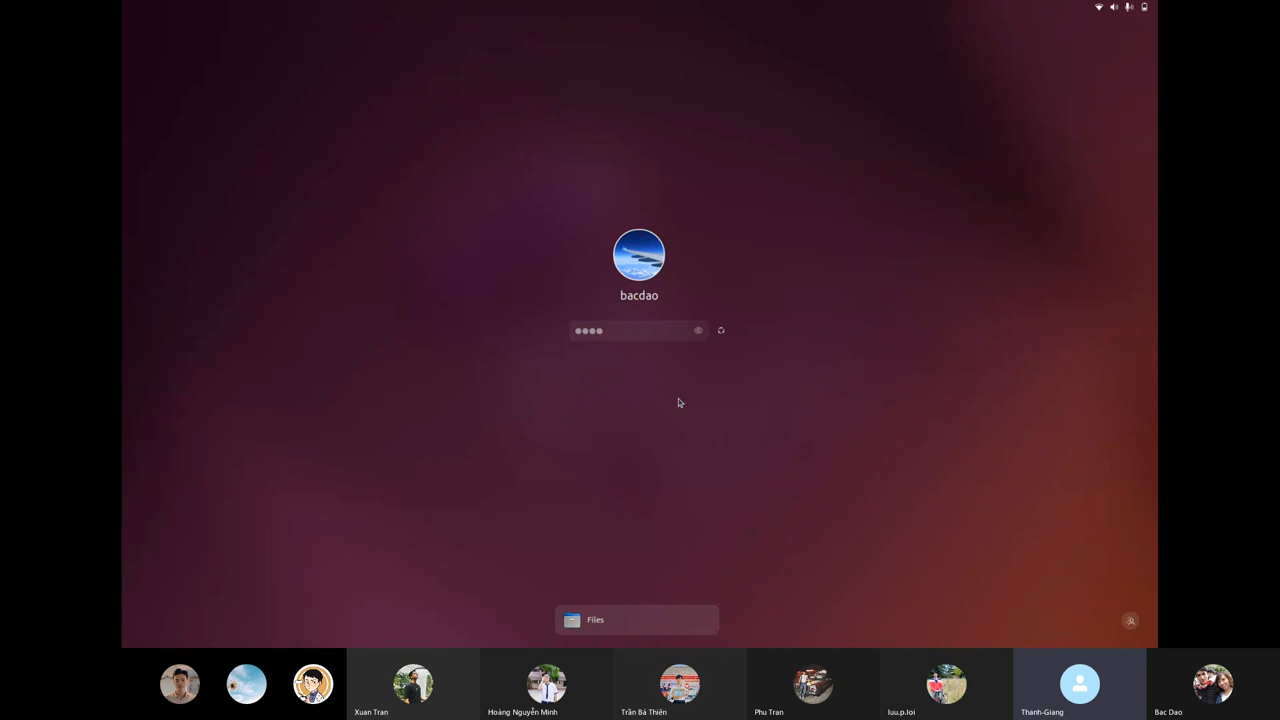 bacdao
Files
Xuan Tran
Hoàng Nguyễn Minh
Trần Bá Thiên
Phu Tran
luu.p.loi
Thanh-Giang
Bac Dao